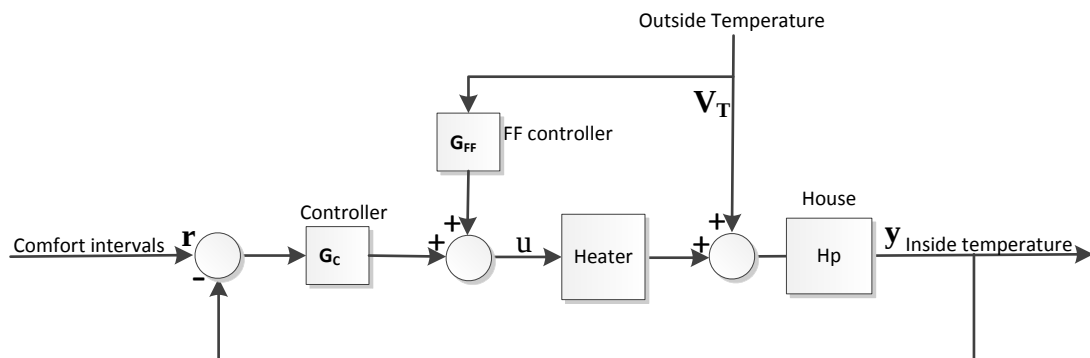 Outside Temperature
V_T
G_FF
FF controller
House
Controller
+
+
r
+
+
y
Comfort intervals
G_C
u
Heater
Hp
Inside temperature
-